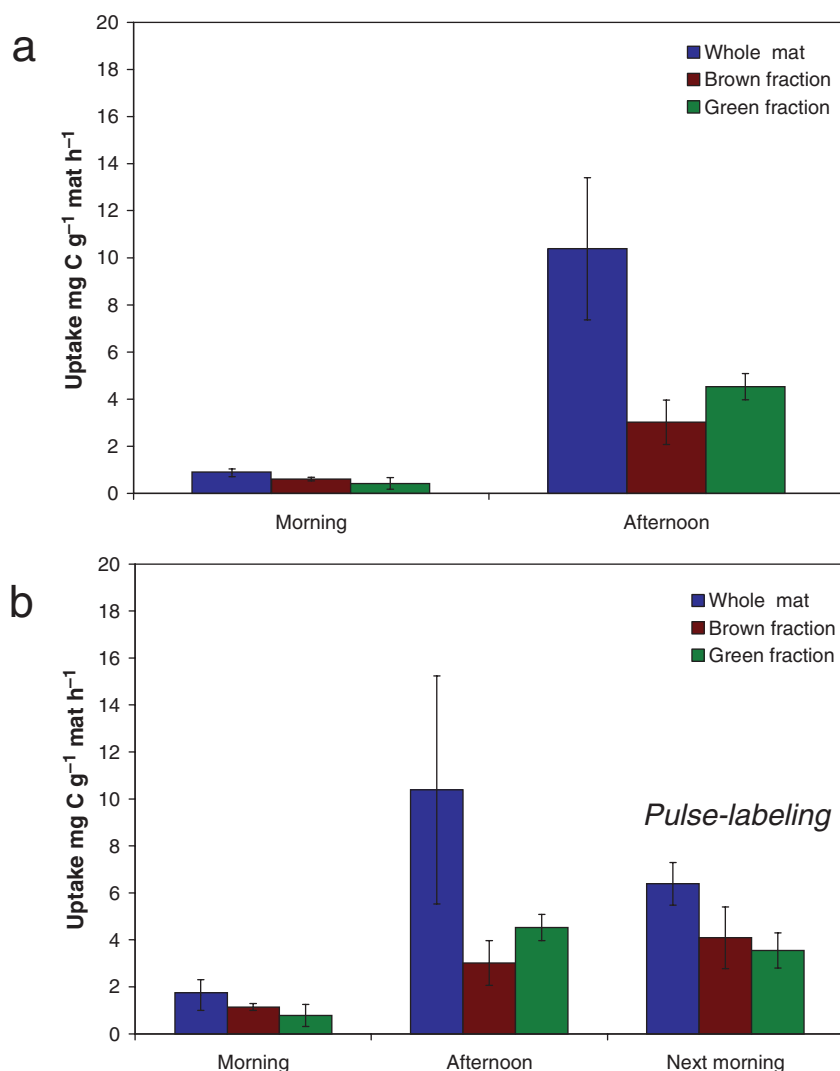 a
20
18
16
14
12
10
8
6
4
2
0
Uptake mg C g⁻¹ mat h⁻¹
Whole mat
Brown fraction
Green fraction
Morning Afternoon
b
20
18
16
14
12
10
8
6
4
2
0
Uptake mg C g⁻¹ mat h⁻¹
Whole mat
Brown fraction
Green fraction
Pulse-labeling
Morning Afternoon Next morning